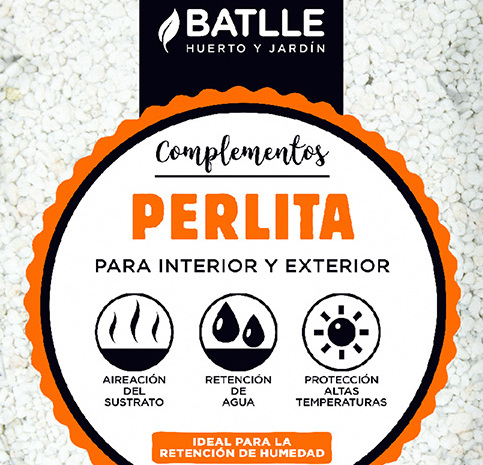 BATLLE
HUERTO Y JARDÍN
Complementos
PERLITA
PARA INTERIOR Y EXTERIOR
AIREACIÓN
DEL
SUSTRATO
RETENCIÓN
DE
AGUA
PROTECCIÓN
ALTAS
TEMPERATURAS
IDEAL PARA LA
RETENCIÓN DE HUMEDAD